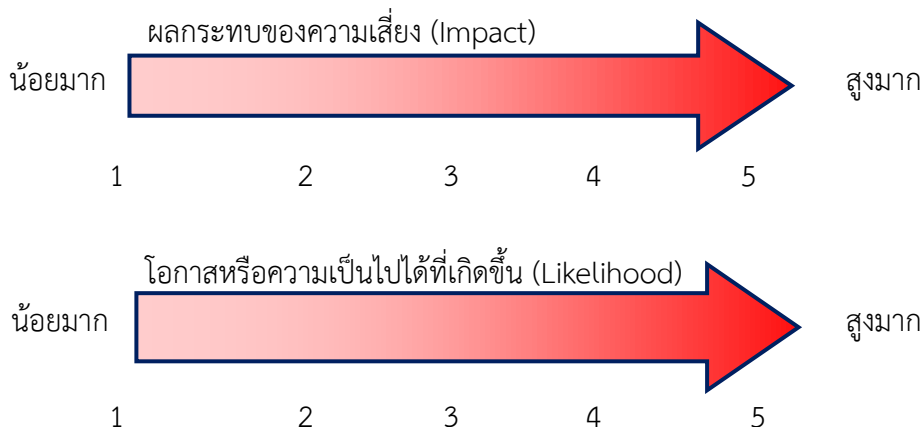 ผลกระทบของความเสี่ยง (Impact)
น้อยมาก สูงมาก
1 2 3 4 5
โอกาสหรือความเป็นไปได้ที่เกิดขึ้น (Likelihood)
น้อยมาก สูงมาก
1 2 3 4 5